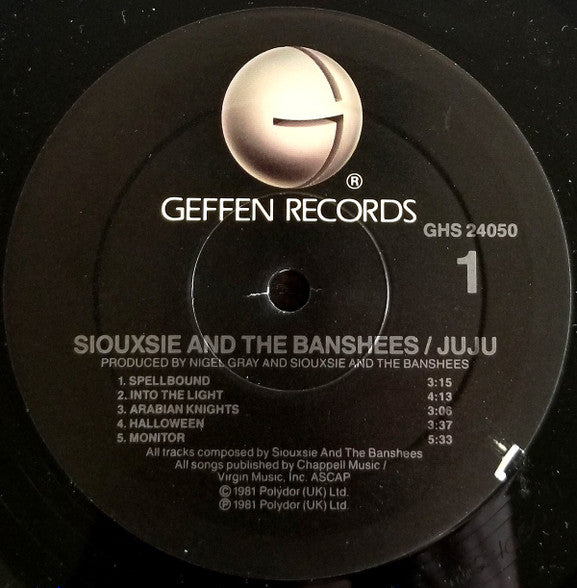 ®
GEFFEN RECORDS
GHS 24050
1
SIOUXSIE AND THE BANSHEES / JUJU
PRODUCED BY NIGEL GRAY AND SIOUXSIE AND THE BANSHEES
1. SPELLBOUND 3:15
2. INTO THE LIGHT 4:13
3. ARABIAN KNIGHTS 3:06
4. HALLOWEEN 3:37
5. MONITOR 5:33
All tracks composed by Siouxsie And The Banshees
All songs published by Chappell Music /
Virgin Music, Inc. ASCAP
© 1981 Polydor (UK) Ltd.
℗ 1981 Polydor (UK) Ltd.